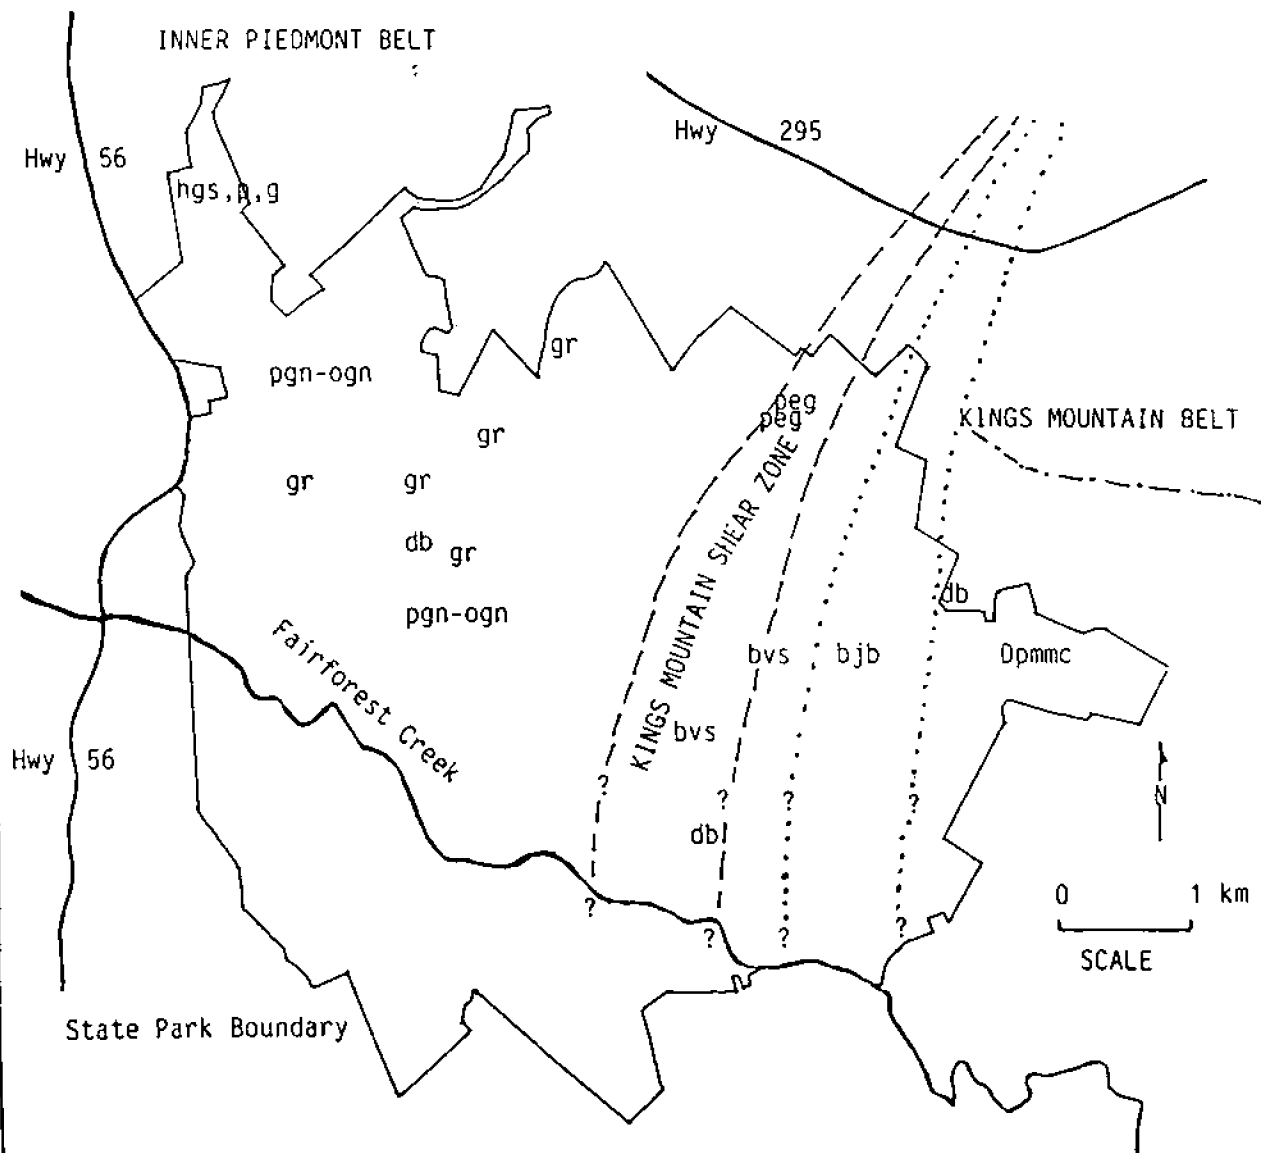 INNER PIEDMONT BELT
Hwy 295
Hwy 56
hgs,p,g
gr
pgn-ogn
peg
peg
KINGS MOUNTAIN BELT
gr
gr
gr
KINGS MOUNTAIN SHEAR ZONE
db
gr
db
pgn-ogn
Fairforest Creek
bvs
bjb
Opmmc
bvs
Hwy 56
?
?
?
?
N
db
0 1 km
?
?
?
?
SCALE
State Park Boundary